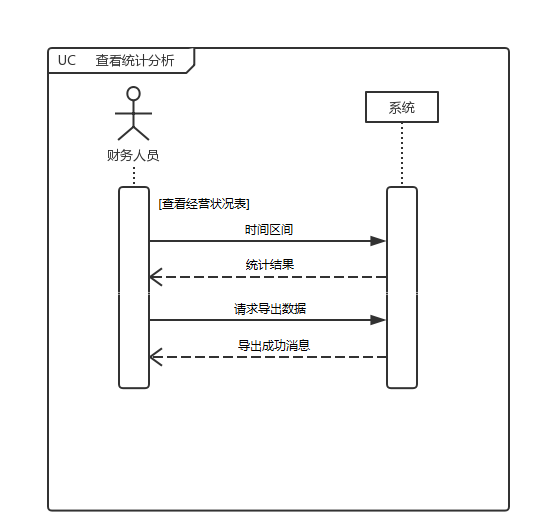 UC 查看统计分析
系统
财务人员
[查看经营状况表]
时间区间
统计结果
请求导出数据
导出成功消息